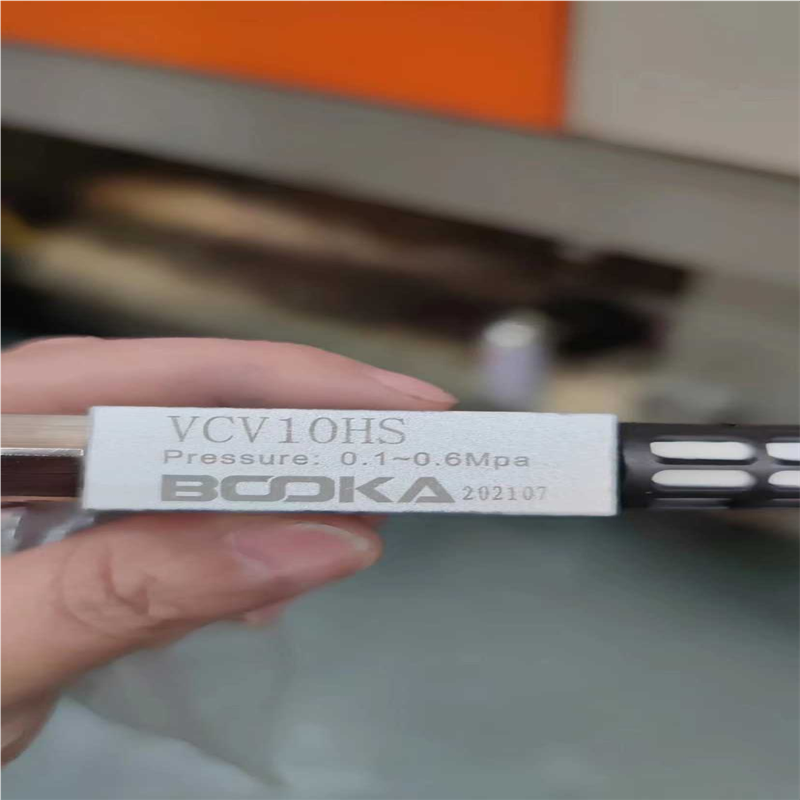 VCV10HS
Pressure: 0.1~0.6Mpa
BOOKA 202107